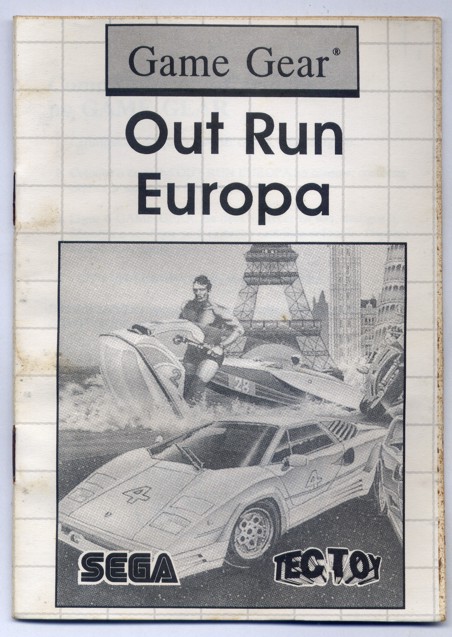 Game Gear®
Out Run
Europa
28
4
4
SEGA
TEC TOY